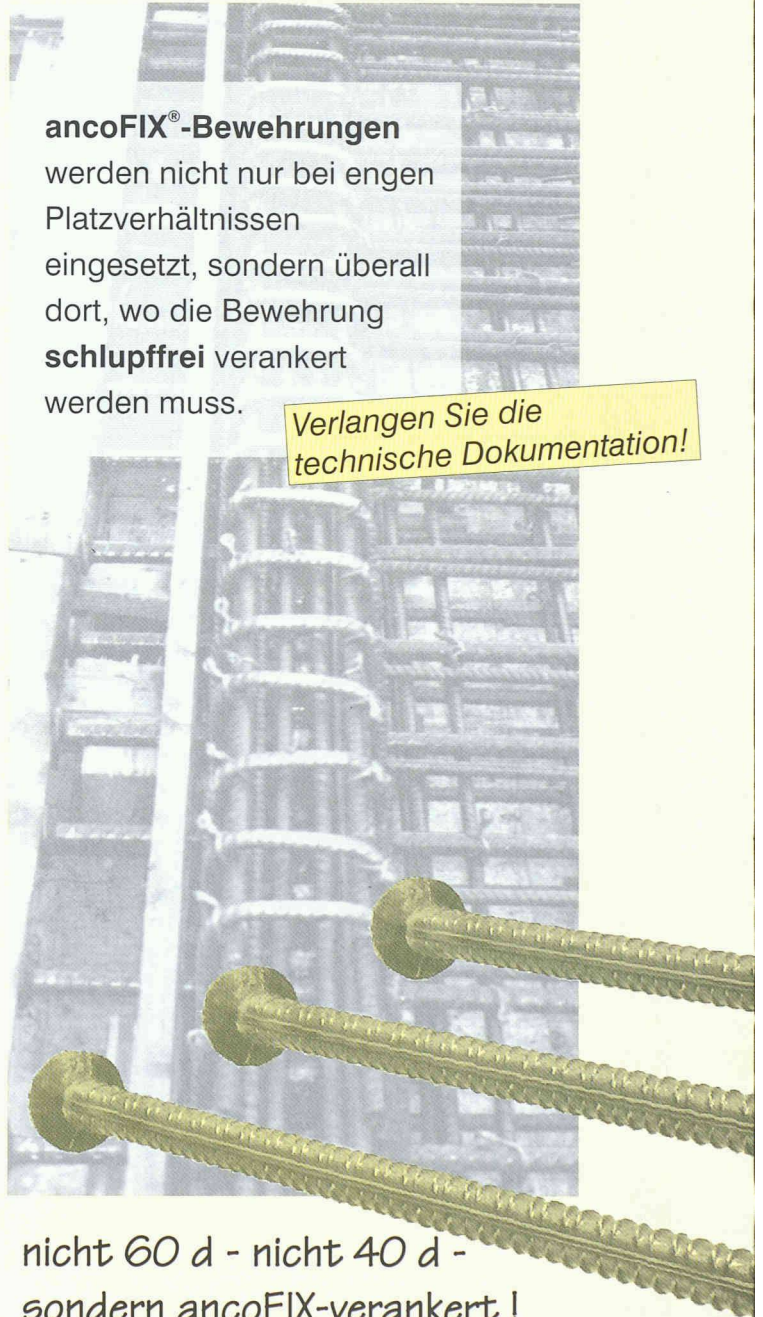 ancoFIX®-Bewehrungen
werden nicht nur bei engen
Platzverhältnissen
eingesetzt, sondern überall
dort, wo die Bewehrung
schlupffrei verankert
werden muss.
Verlangen Sie die
technische Dokumentation!
nicht 60 d - nicht 40 d -
sondern ancoFIX-verankert !